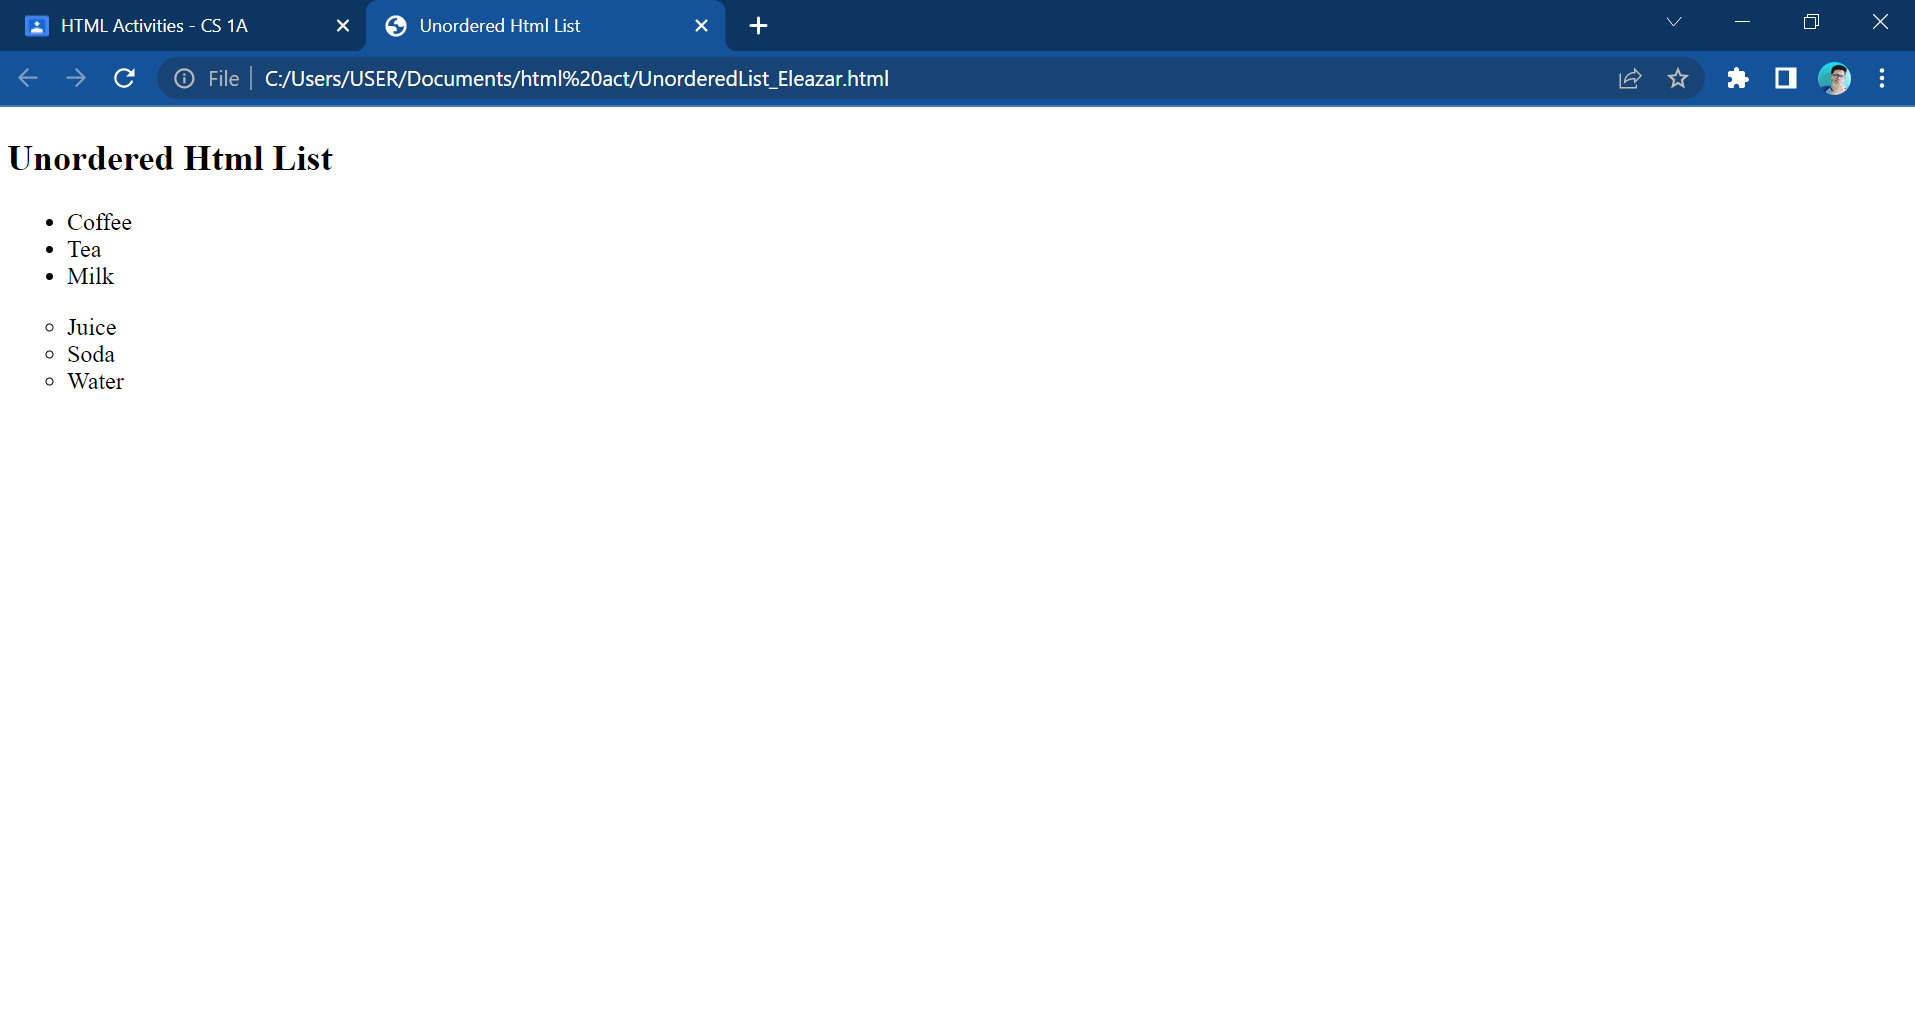 HTML Activities - CS 1A
Unordered Html List
File
C:/Users/USER/Documents/html%20act/UnorderedList_Eleazar.html
Unordered Html List
Coffee
Tea
Milk
Juice
Soda
Water